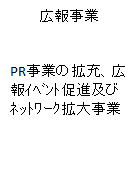 広報事業
PR事業の拡充、広
報ｲﾍﾞﾝﾄ促進及び
ﾈｯﾄﾜｰｸ拡大事業